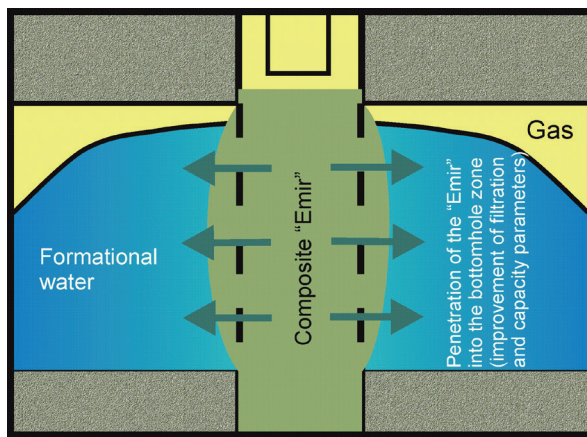 Formational
water
Composite “Emir”
Gas
Penetration of the “Emir”
into the bottomhole zone
(improvement of filtration
and capacity parameters)